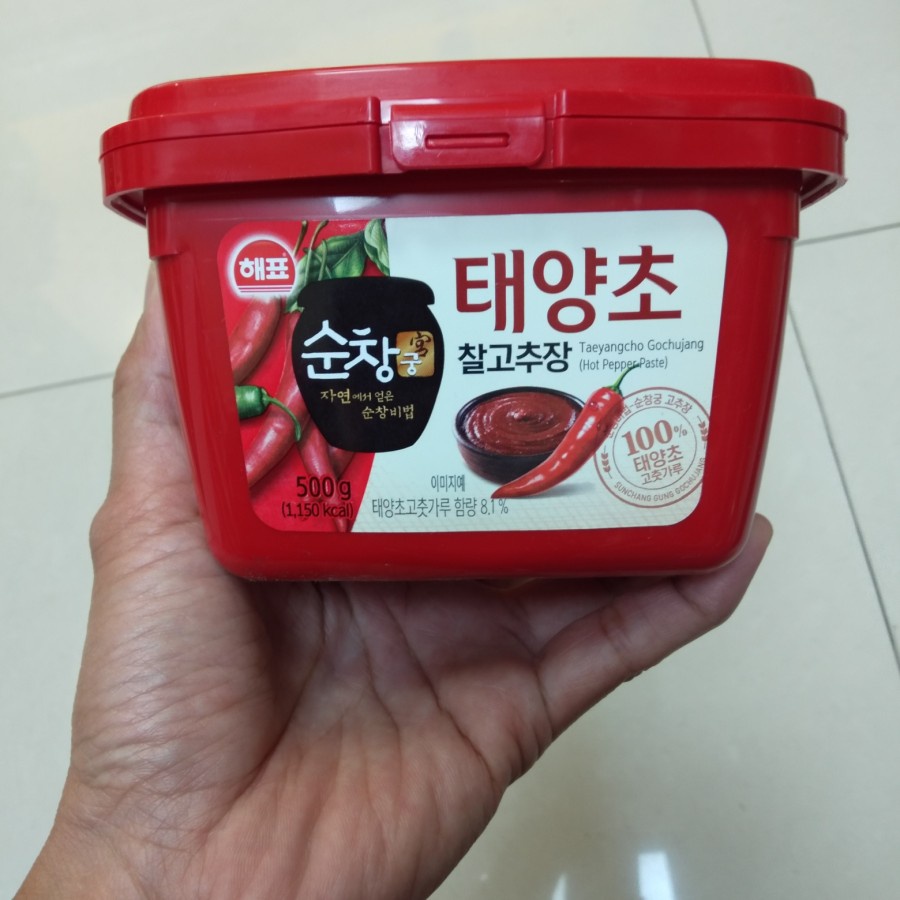 해표
순창궁
宮
자연에서 얻은
순창비법
태양초
찰고추장
Taeyangcho Gochujang
(Hot Pepper Paste)
순창궁 고추장
100%
태양초
고춧가루
SUNCHANG GUNG GOCHUJANG
500 g
(1,150 kcal)
이미지예
태양초고춧가루 함량 8.1%